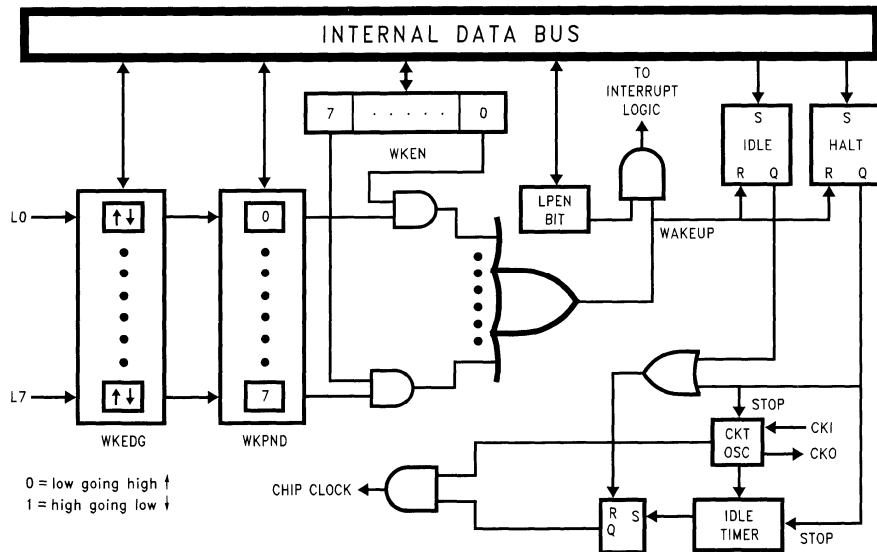 INTERNAL DATA BUS
TO
INTERRUPT
LOGIC
7 · · · · · 0
WKEN
S
IDLE
R Q
S
HALT
R Q
LPEN
BIT
WAKEUP
L0
↑↓
0
L7
↑↓
7
WKEDG
WKPND
0 = low going high ↑
1 = high going low ↓
STOP
CKT
OSC
CKI
CKO
CHIP CLOCK
R S
Q
IDLE
TIMER
STOP